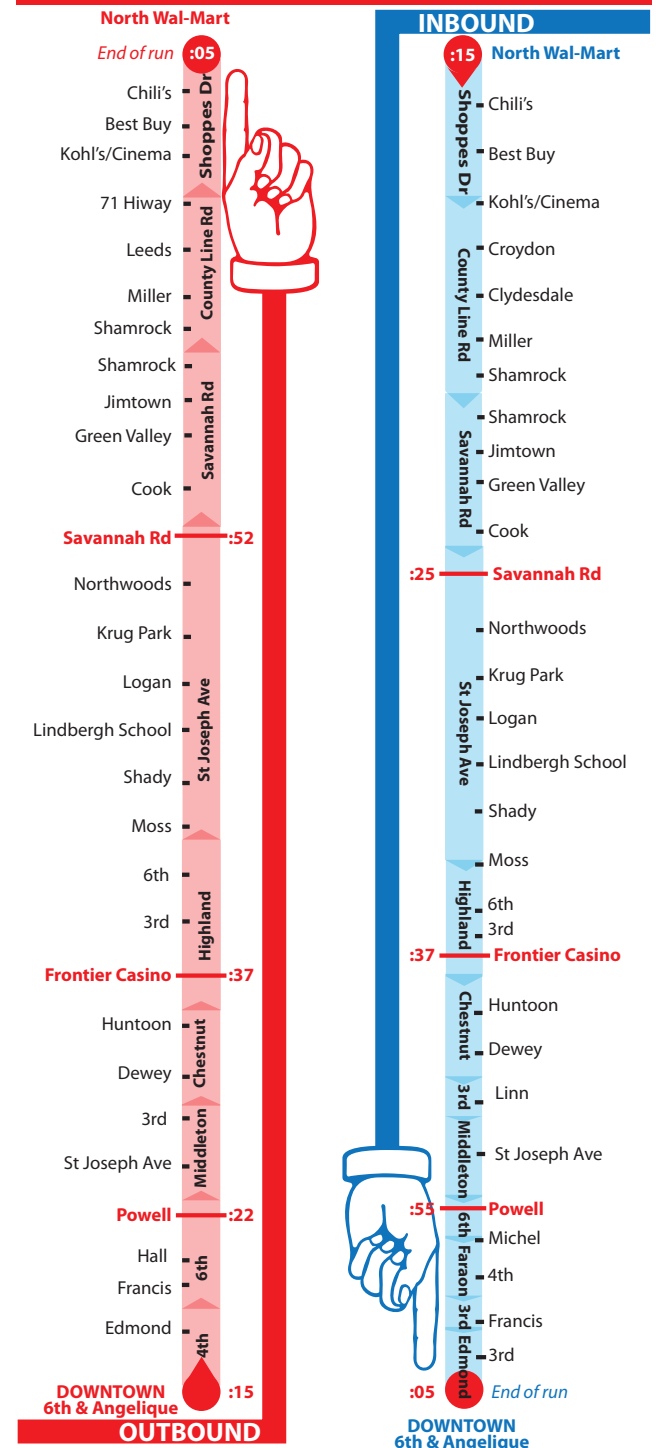 North Wal-Mart
End of run :05
Chili's
Best Buy
Kohl's/Cinema
Shoppes Dr
71 Hiway
Leeds
Miller
Shamrock
County Line Rd
Shamrock
Jimtown
Green Valley
Cook
Savannah Rd
Savannah Rd :52
Northwoods
Krug Park
Logan
Lindbergh School
Shady
Moss
St Joseph Ave
6th
3rd
Highland
Frontier Casino :37
Huntoon
Dewey
Chestnut
3rd
St Joseph Ave
Middleton
Powell :22
Hall
Francis
6th
Edmond
4th
DOWNTOWN :15
6th & Angelique
OUTBOUND
INBOUND
:15 North Wal-Mart
Shoppes Dr
Chili's
Best Buy
Kohl's/Cinema
County Line Rd
Croydon
Clydesdale
Miller
Shamrock
Savannah Rd
Shamrock
Jimtown
Green Valley
Cook
:25 Savannah Rd
St Joseph Ave
Northwoods
Krug Park
Logan
Lindbergh School
Shady
Moss
Highland
6th
3rd
:37 Frontier Casino
Chestnut
Huntoon
Dewey
3rd
Linn
Middleton
St Joseph Ave
:55 Powell
6th
Michel
Faraon
4th
3rd
Francis
Edmond
3rd
:05 End of run
DOWNTOWN
6th & Angelique